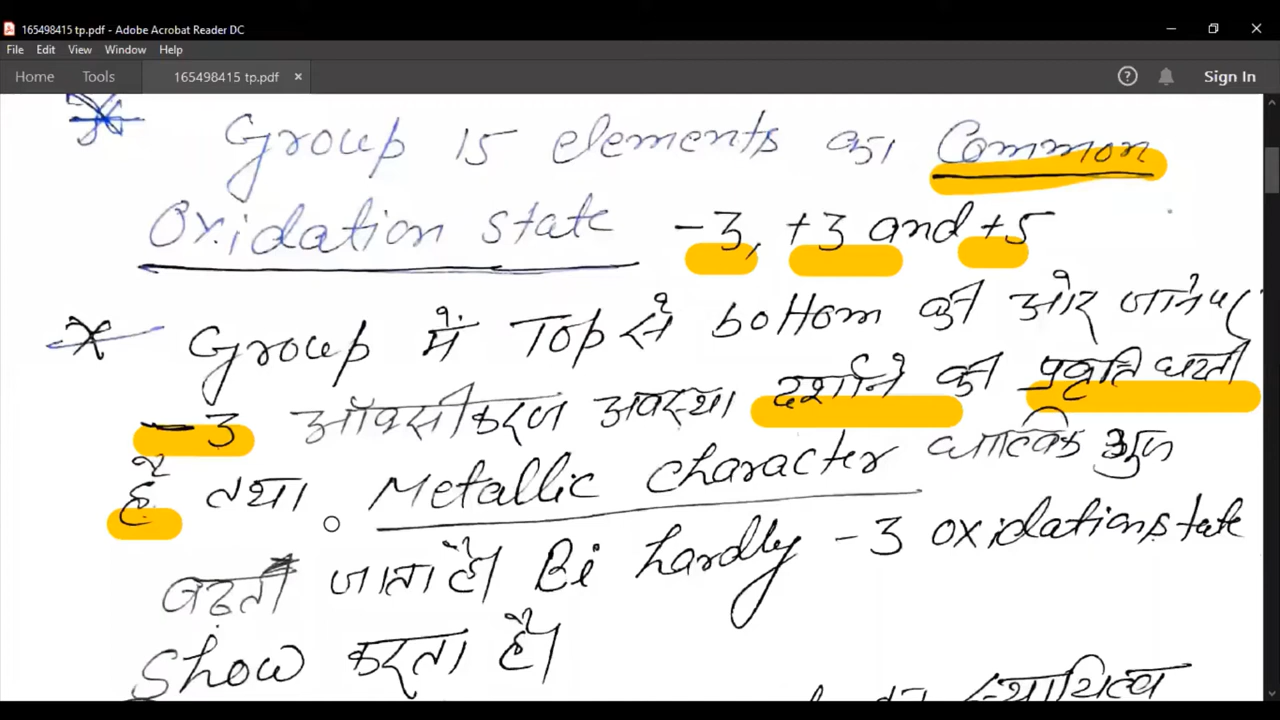 165498415 tp.pdf - Adobe Acrobat Reader DC
File Edit View Window Help
Home Tools 165498415 tp.pdf × Sign In
Group 15 elements का Common
Oxidation state -3, +3 and +5
Group में Top से bottom की ओर जाने पर
-3 ऑक्सीकरण अवस्था दर्शाने की प्रवृति घटती
है तथा Metallic character धात्विक गुण
बढ़ता जाता है। Bi hardly -3 oxidation state
Show करता है।
स्थायित्व